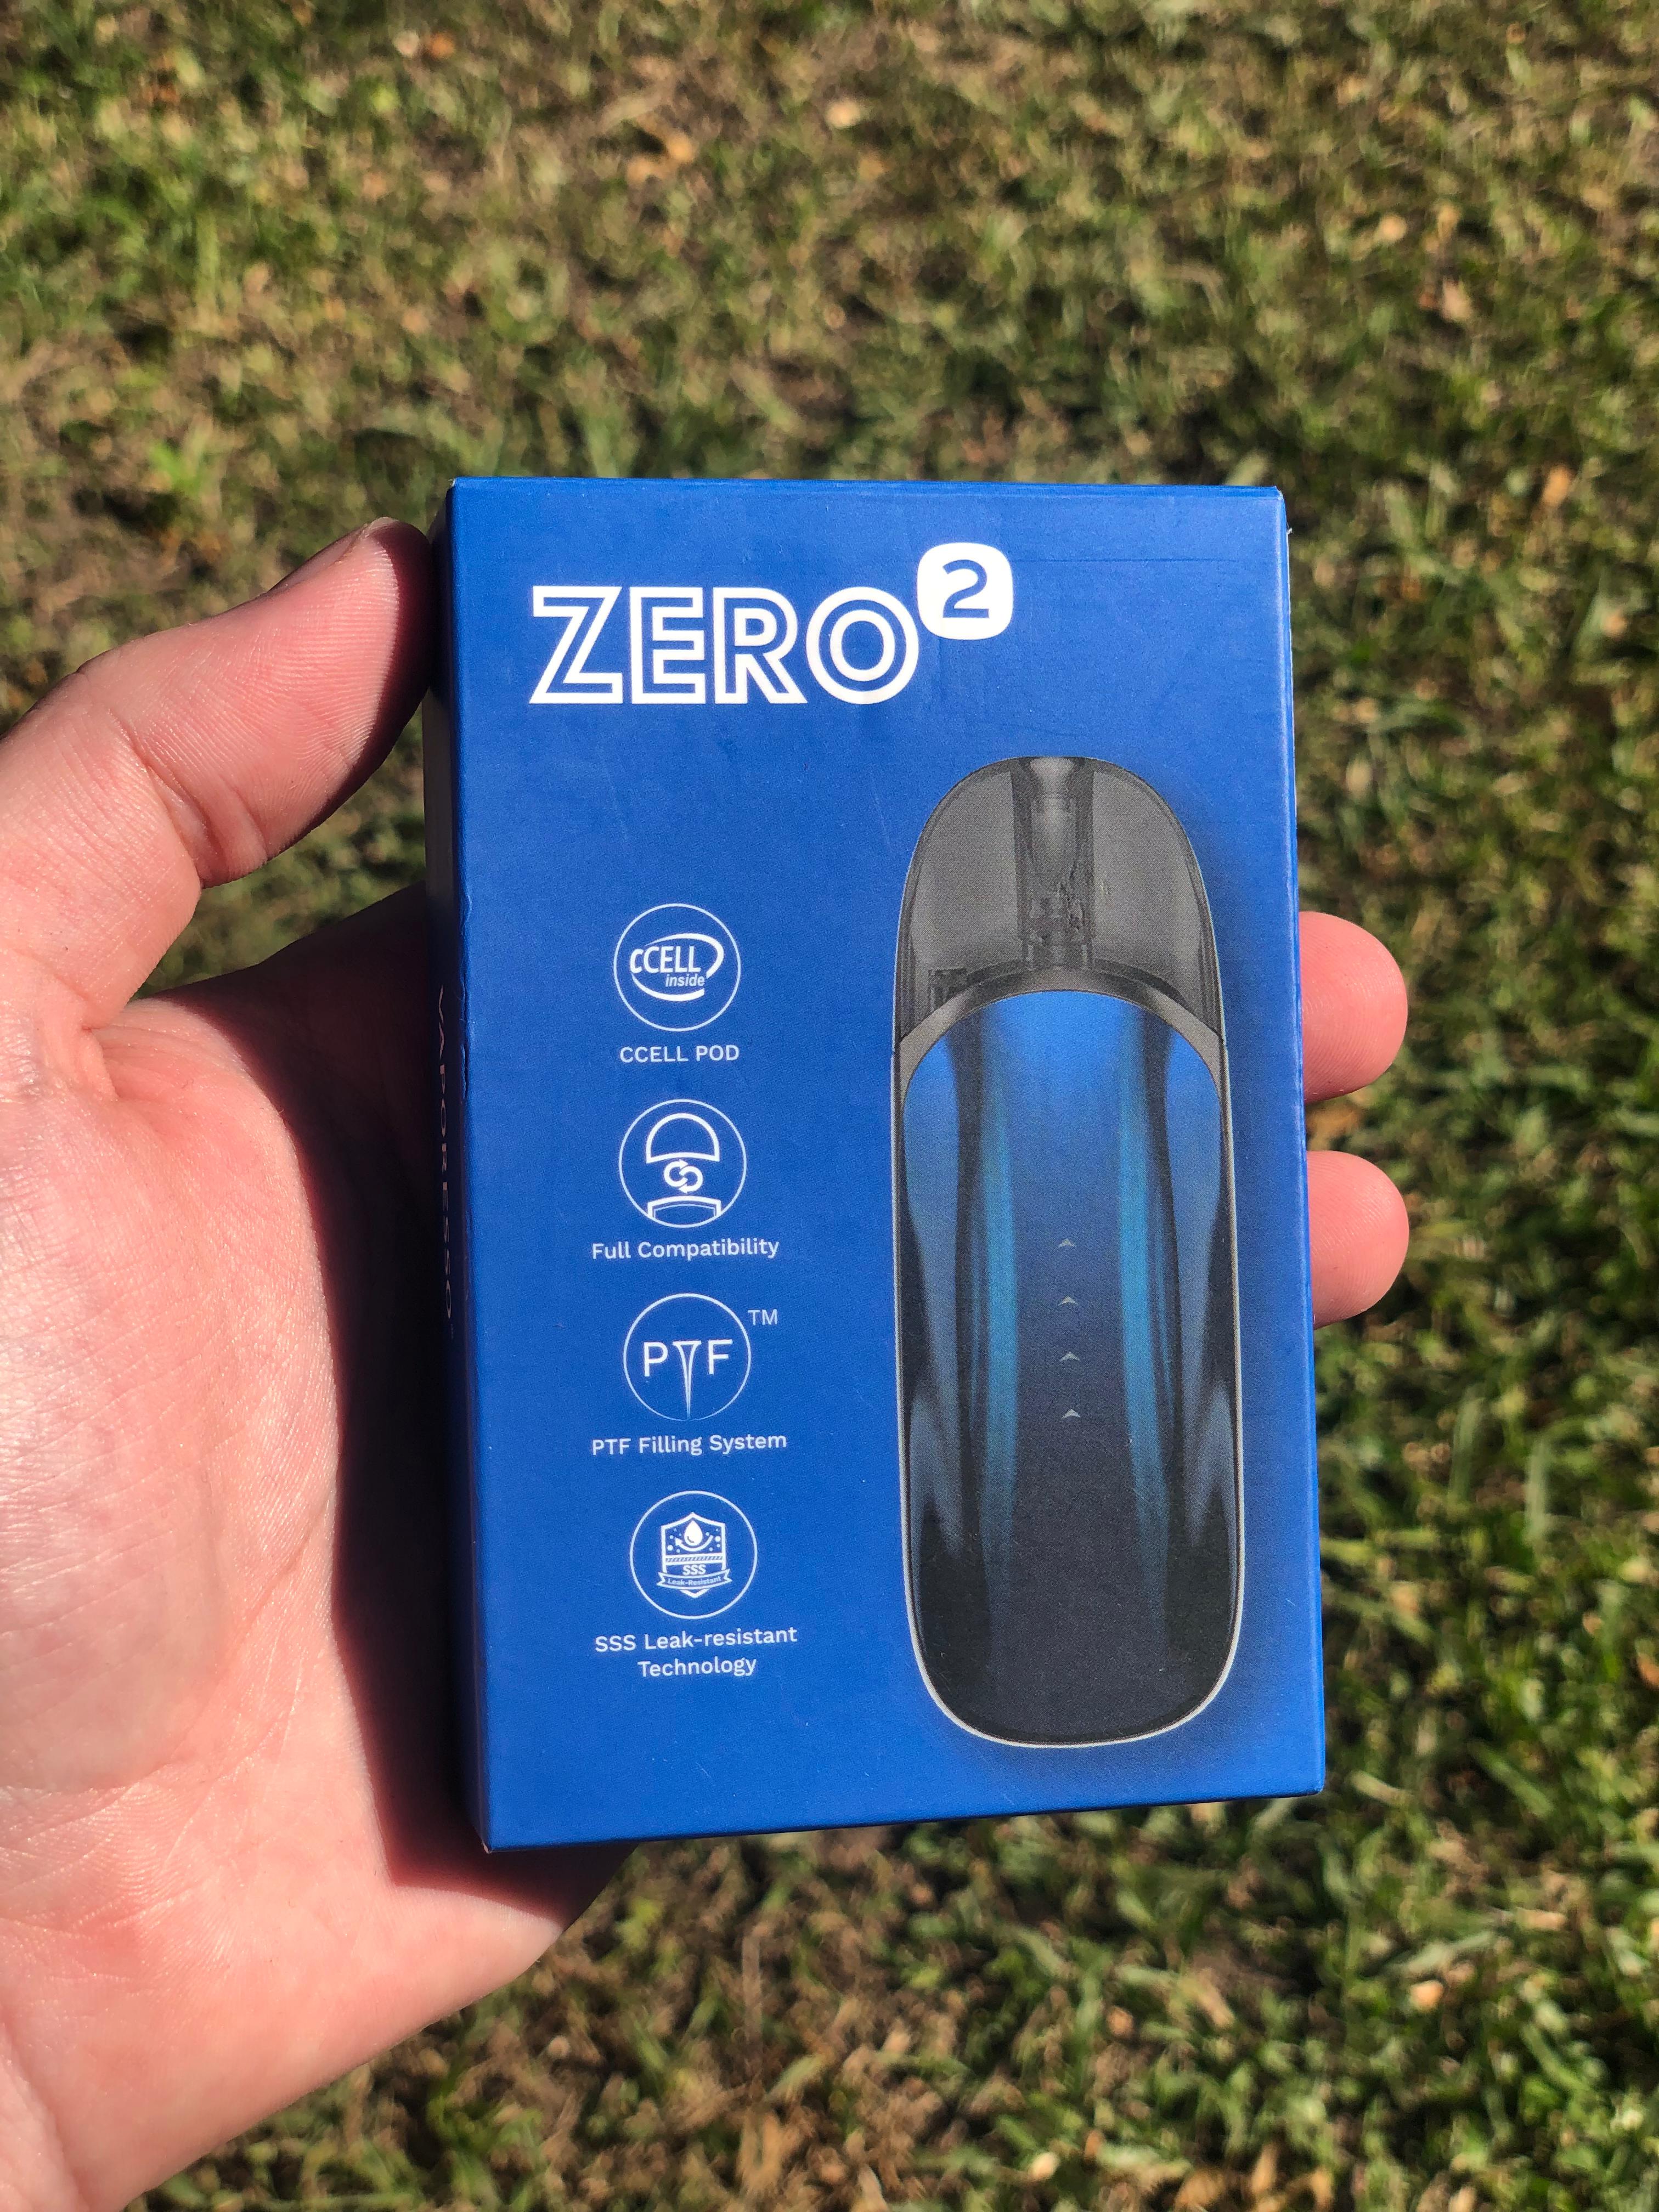 ZERO 2
cCELL
inside
CCELL POD
Full Compatibility
PTF TM
PTF Filling System
SSS
Leak-Resistant
SSS Leak-resistant
Technology
VAPORESSO